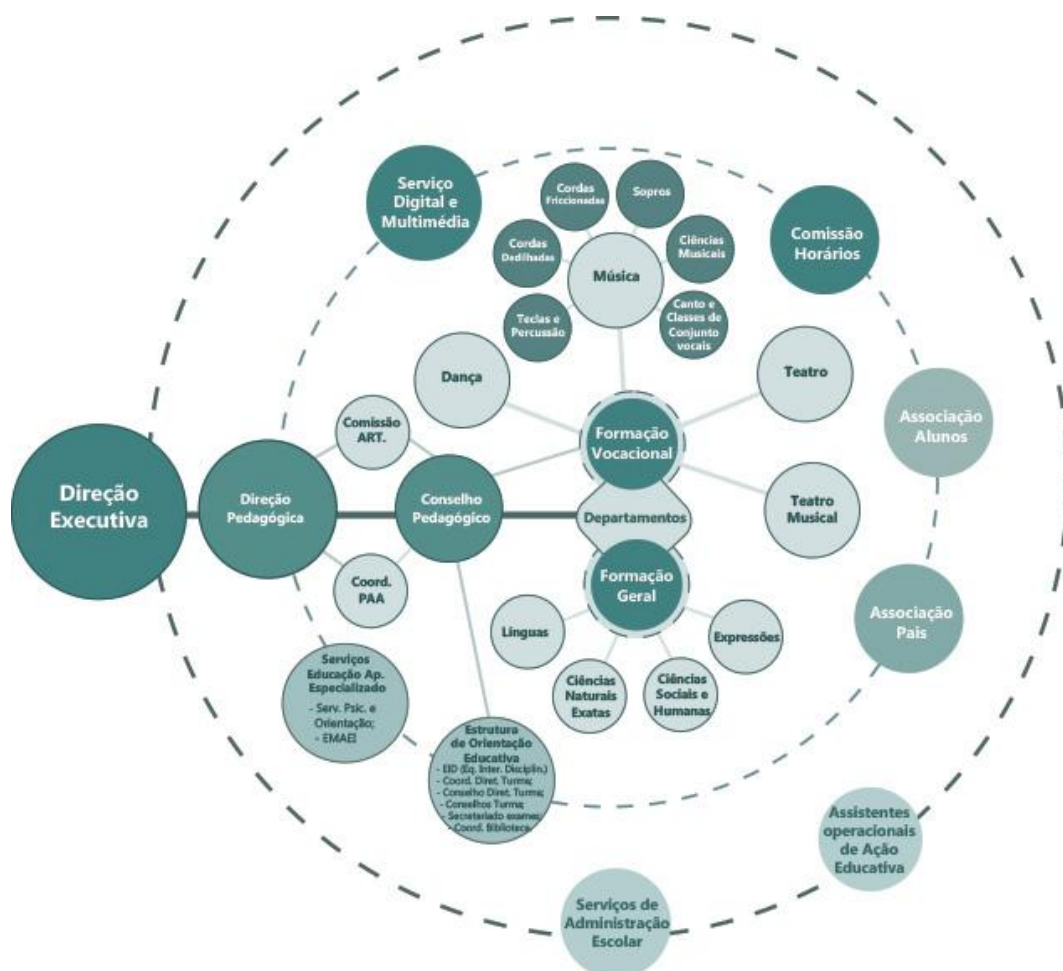 Serviço
Digital e
Multimédia
Cordas
Friccionadas
Sopros
Cordas
Dedilhadas
Ciências
Musicais
Música
Teclas e
Percussão
Canto e
Classes de
Conjunto
vocais
Comissão
Horários
Dança
Teatro
Comissão
ART.
Formação
Vocacional
Associação
Alunos
Direção
Executiva
Direção
Pedagógica
Conselho
Pedagógico
Departamentos
Teatro
Musical
Coord.
PAA
Formação
Geral
Associação
Pais
Línguas
Expressões
Ciências
Naturais
Exatas
Ciências
Sociais e
Humanas
Serviços
Educação Ap.
Especializado
- Serv. Psic. e
Orientação;
- EMAEI
Estrutura
de Orientação
Educativa
- EID (Eq. Inter. Disciplin.)
- Coord. Diret. Turma;
- Conselho Diret. Turma;
- Conselhos Turma;
- Secretariado exames;
- Coord. Biblioteca
Assistentes
operacionais
de Ação
Educativa
Serviços de
Administração
Escolar